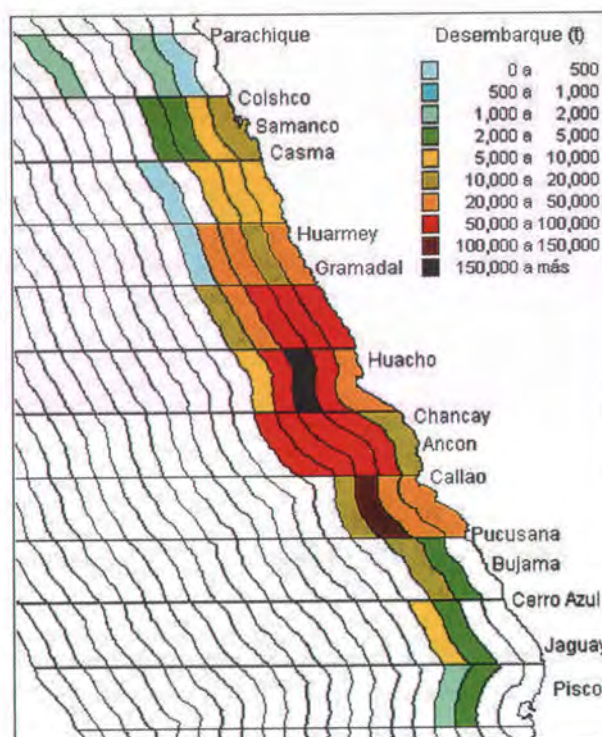 Parachique
Coishco
Samanco
Casma
Huarmey
Gramadal
Huacho
Chancay
Ancon
Callao
Pucusana
Bujama
Cerro Azul
Jaguay
Pisco
Desembarque (t)
0 a 500
500 a 1,000
1,000 a 2,000
2,000 a 5,000
5,000 a 10,000
10,000 a 20,000
20,000 a 50,000
50,000 a 100,000
100,000 a 150,000
150,000 a más